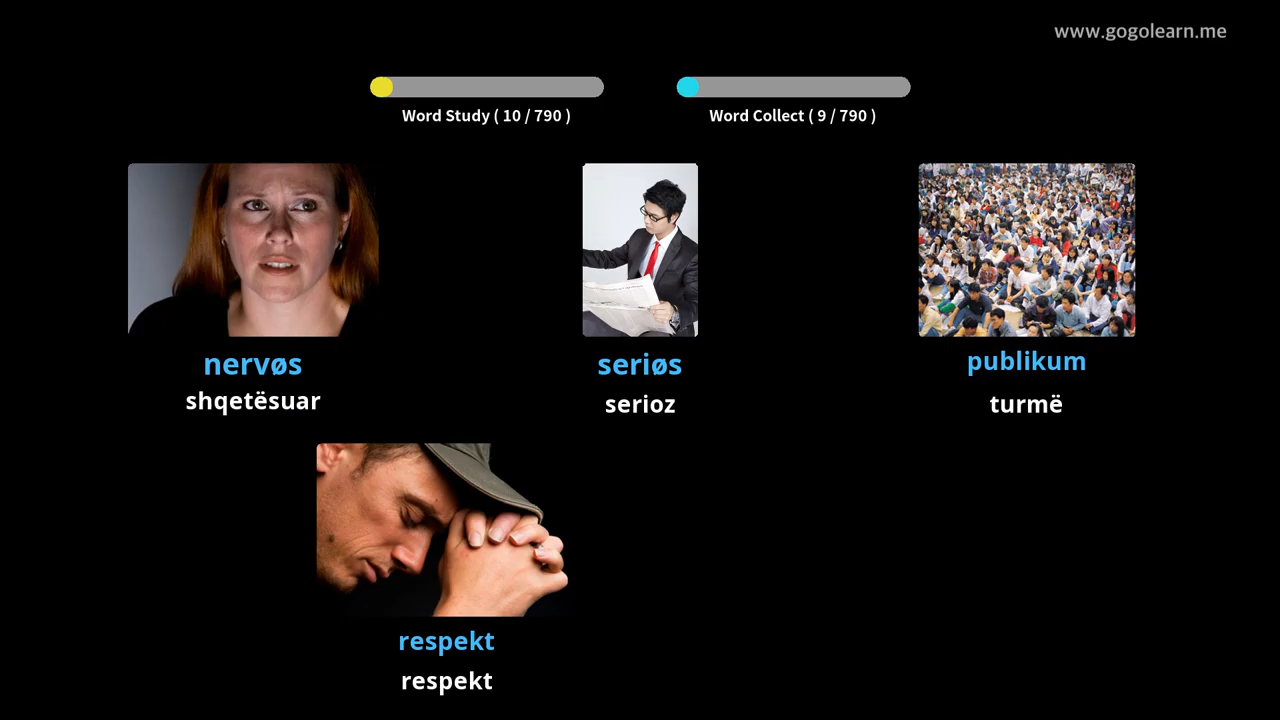 www.gogolearn.me
Word Study ( 10 / 790 )
Word Collect ( 9 / 790 )
nervøs
shqetësuar
seriøs
serioz
publikum
turmë
respekt
respekt